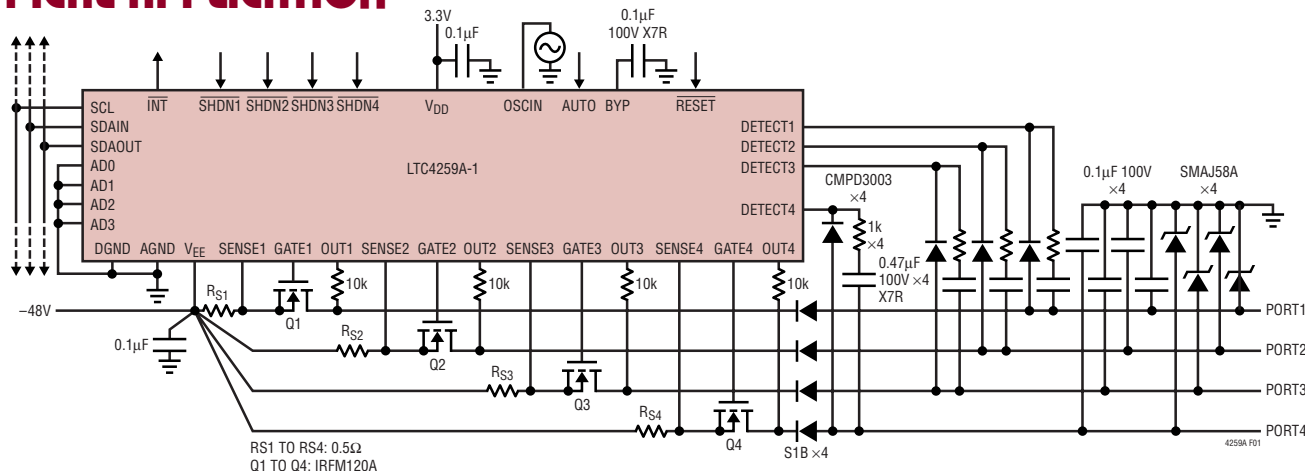 3.3V
0.1µF
0.1µF
100V X7R
SCL
INT
SHDN1 SHDN2 SHDN3 SHDN4
VDD
OSCIN
AUTO
BYP
RESET
SDAIN
SDAOUT
AD0
AD1
AD2
AD3
LTC4259A-1
DETECT1
DETECT2
DETECT3
DETECT4
CMPD3003
×4
1k
×4
0.47µF
100V ×4
X7R
0.1µF 100V
×4
SMAJ58A
×4
DGND AGND VEE SENSE1 GATE1 OUT1 SENSE2 GATE2 OUT2 SENSE3 GATE3 OUT3 SENSE4 GATE4 OUT4
10k
10k
10k
10k
–48V
0.1µF
RS1
Q1
RS2
Q2
RS3
Q3
RS4
Q4
S1B ×4
PORT1
PORT2
PORT3
PORT4
4259A F01
RS1 TO RS4: 0.5Ω
Q1 TO Q4: IRFM120A